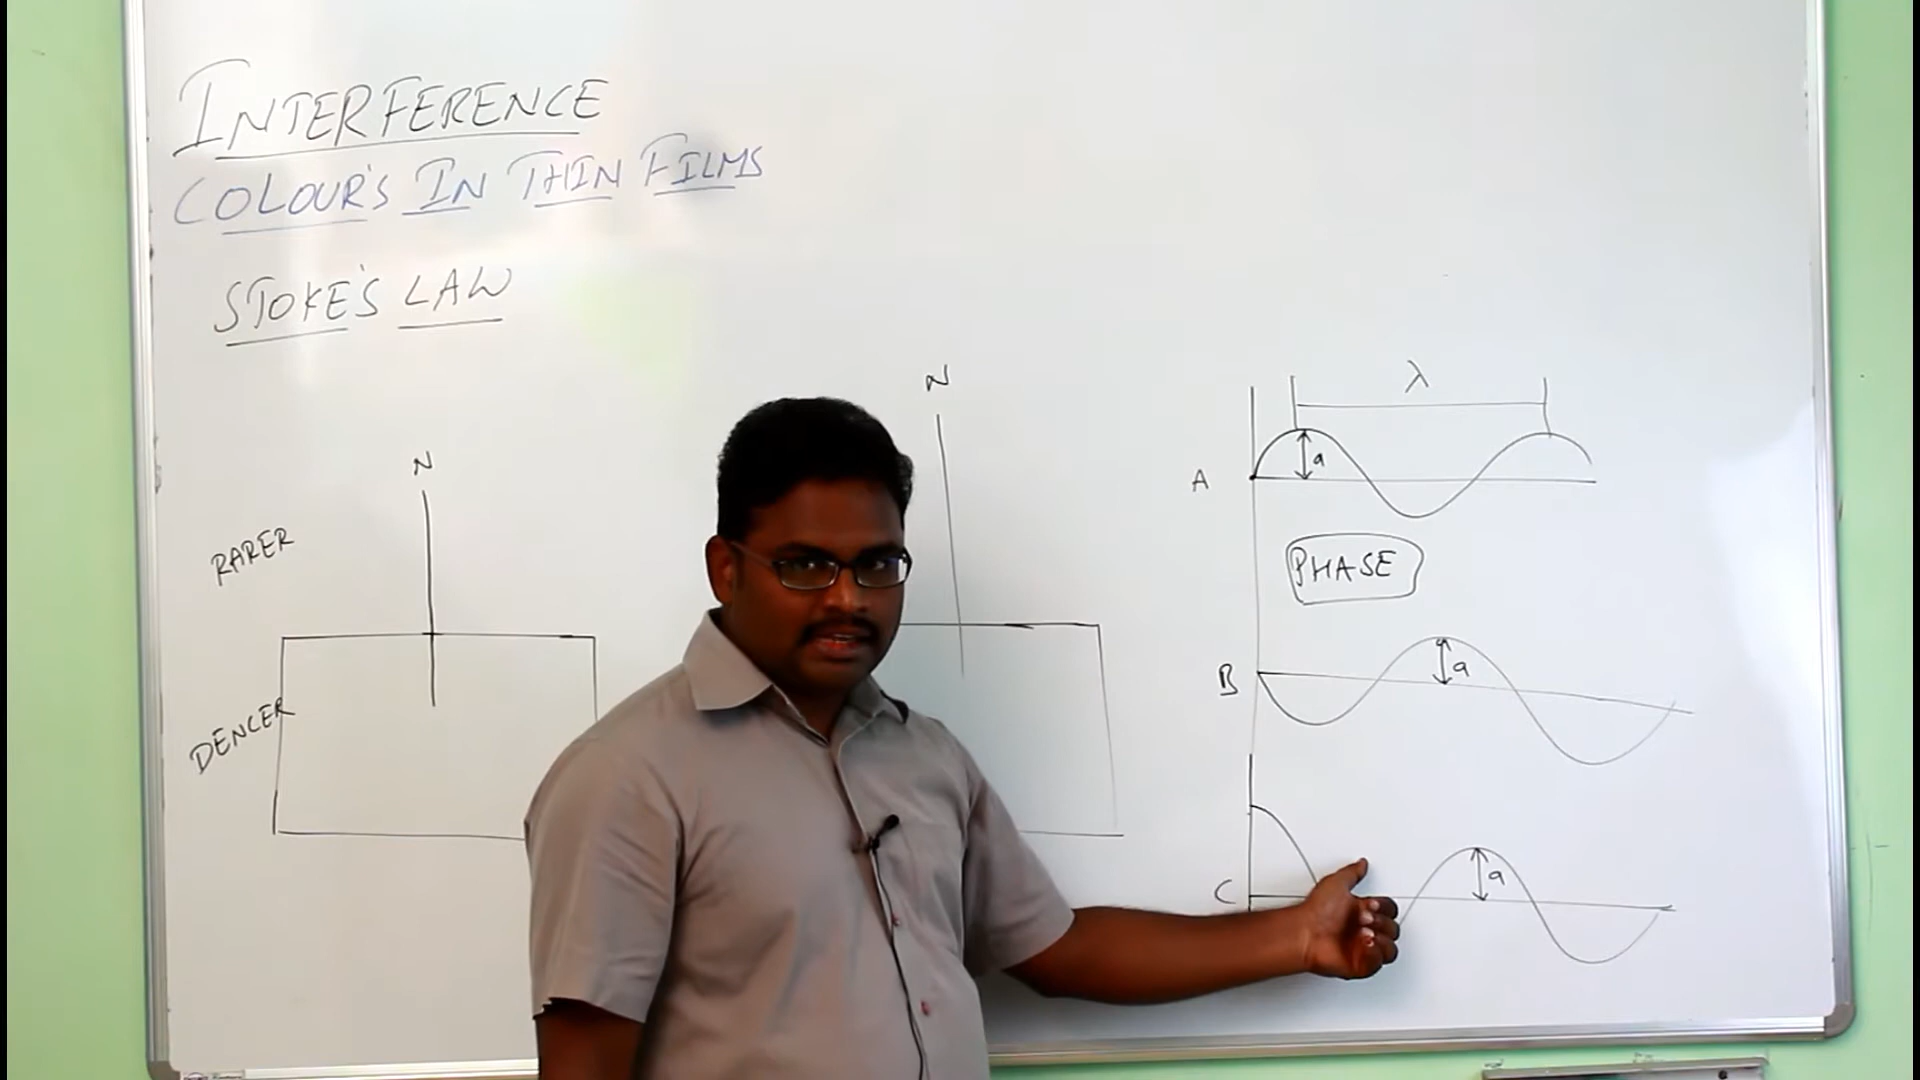 INTERFERENCE
COLOUR'S IN THIN FILMS
STOKE'S LAW
N
RARER
DENCER
N
λ
a
A
PHASE
a
B
a
C